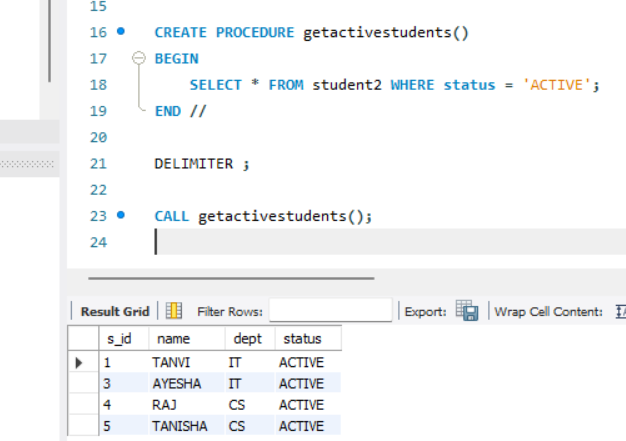 15
16 CREATE PROCEDURE getactivestudents()
17 BEGIN
18 SELECT * FROM student2 WHERE status = 'ACTIVE';
19 END //
20
21 DELIMITER ;
22
23 CALL getactivestudents();
24
Result Grid Filter Rows: Export: Wrap Cell Content:
s_id name dept status
1 TANVI IT ACTIVE
3 AYESHA IT ACTIVE
4 RAJ CS ACTIVE
5 TANISHA CS ACTIVE